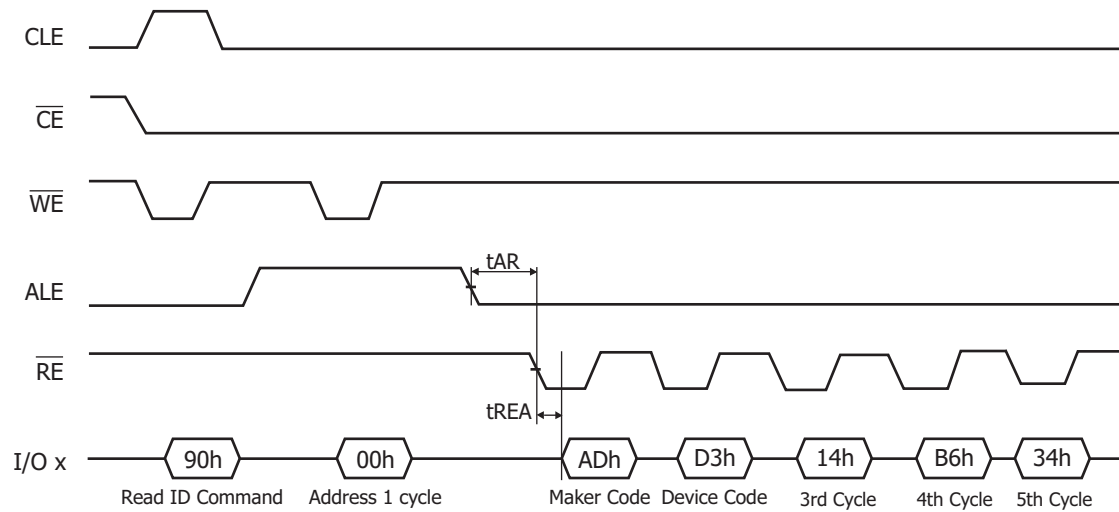 CLE
CE
WE
ALE
tAR
RE
tREA
I/O x 90h 00h ADh D3h 14h B6h 34h
Read ID Command Address 1 cycle Maker Code Device Code 3rd Cycle 4th Cycle 5th Cycle